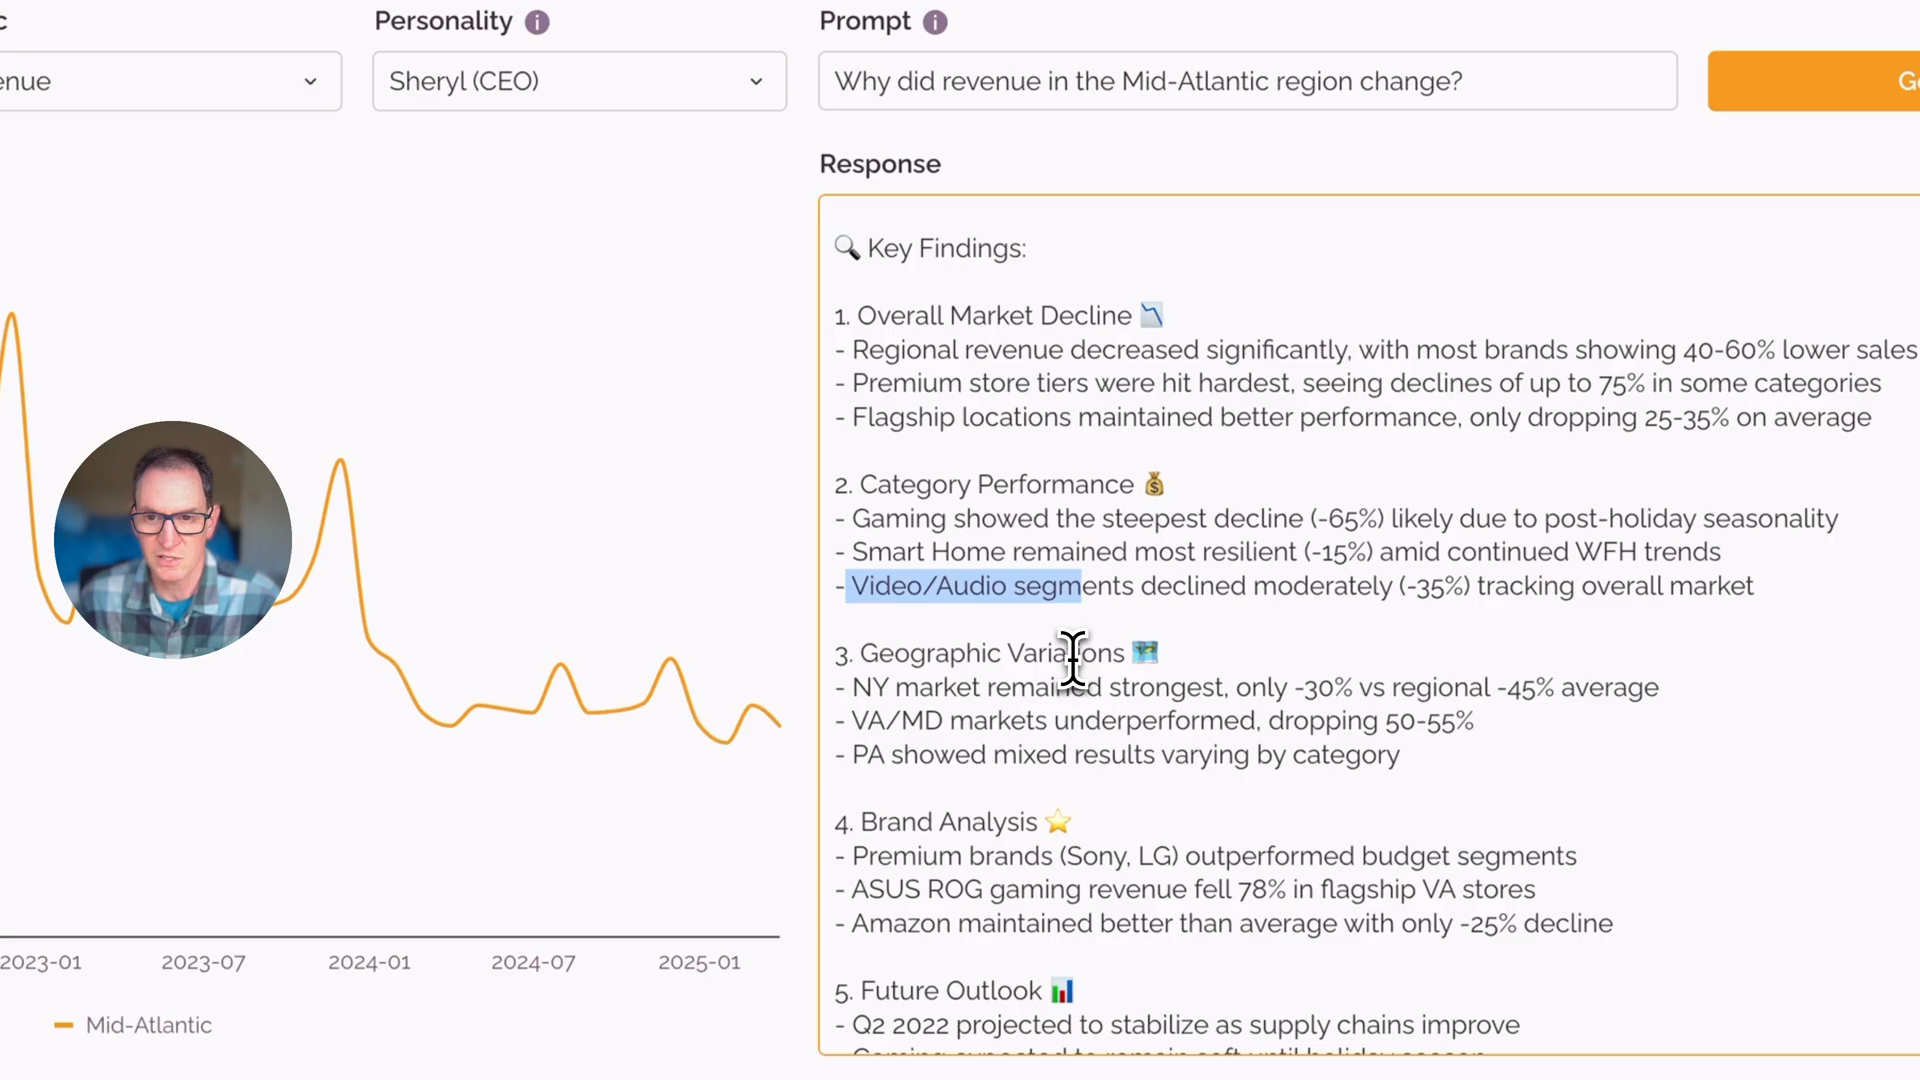 Personality i
Prompt i
enue
Sheryl (CEO)
Why did revenue in the Mid-Atlantic region change?
Response
🔍 Key Findings:
1. Overall Market Decline 📉
- Regional revenue decreased significantly, with most brands showing 40-60% lower sales
- Premium store tiers were hit hardest, seeing declines of up to 75% in some categories
- Flagship locations maintained better performance, only dropping 25-35% on average
2. Category Performance 💰
- Gaming showed the steepest decline (-65%) likely due to post-holiday seasonality
- Smart Home remained most resilient (-15%) amid continued WFH trends
- Video/Audio segments declined moderately (-35%) tracking overall market
3. Geographic Variations 🗺️
- NY market remained strongest, only -30% vs regional -45% average
- VA/MD markets underperformed, dropping 50-55%
- PA showed mixed results varying by category
4. Brand Analysis ⭐
- Premium brands (Sony, LG) outperformed budget segments
- ASUS ROG gaming revenue fell 78% in flagship VA stores
- Amazon maintained better than average with only -25% decline
5. Future Outlook 📊
- Q2 2022 projected to stabilize as supply chains improve
- Gaming expected to remain soft until holiday season
2023-01 2023-07 2024-01 2024-07 2025-01
Mid-Atlantic